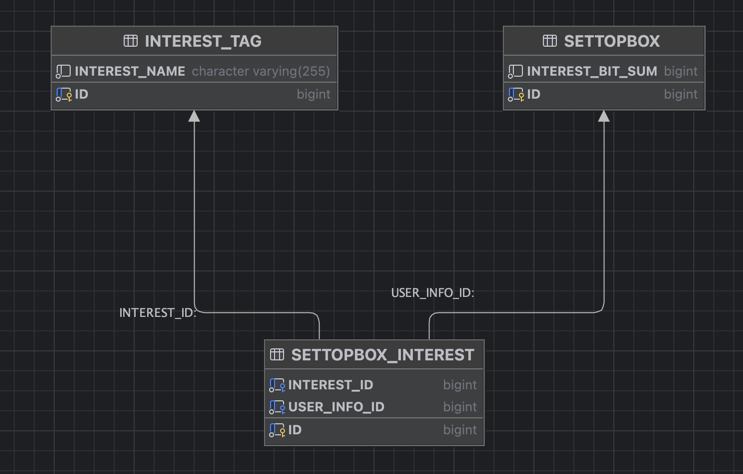 INTEREST_TAG
INTEREST_NAME character varying(255)
ID bigint
SETTOPBOX
INTEREST_BIT_SUM bigint
ID bigint
USER_INFO_ID:
INTEREST_ID:
SETTOPBOX_INTEREST
INTEREST_ID bigint
USER_INFO_ID bigint
ID bigint